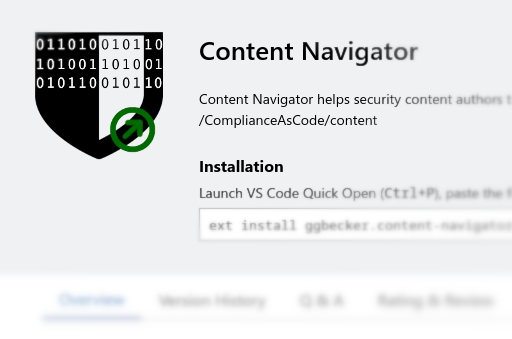 011010 010110
101001 101001
010110 010110
Content Navigator
Content Navigator helps security content authors t
/ComplianceAsCode/content
Installation
Launch VS Code Quick Open (Ctrl+P), paste the f
ext install ggbecker.content-navigator
Overview Version History Q & A Rating & Review